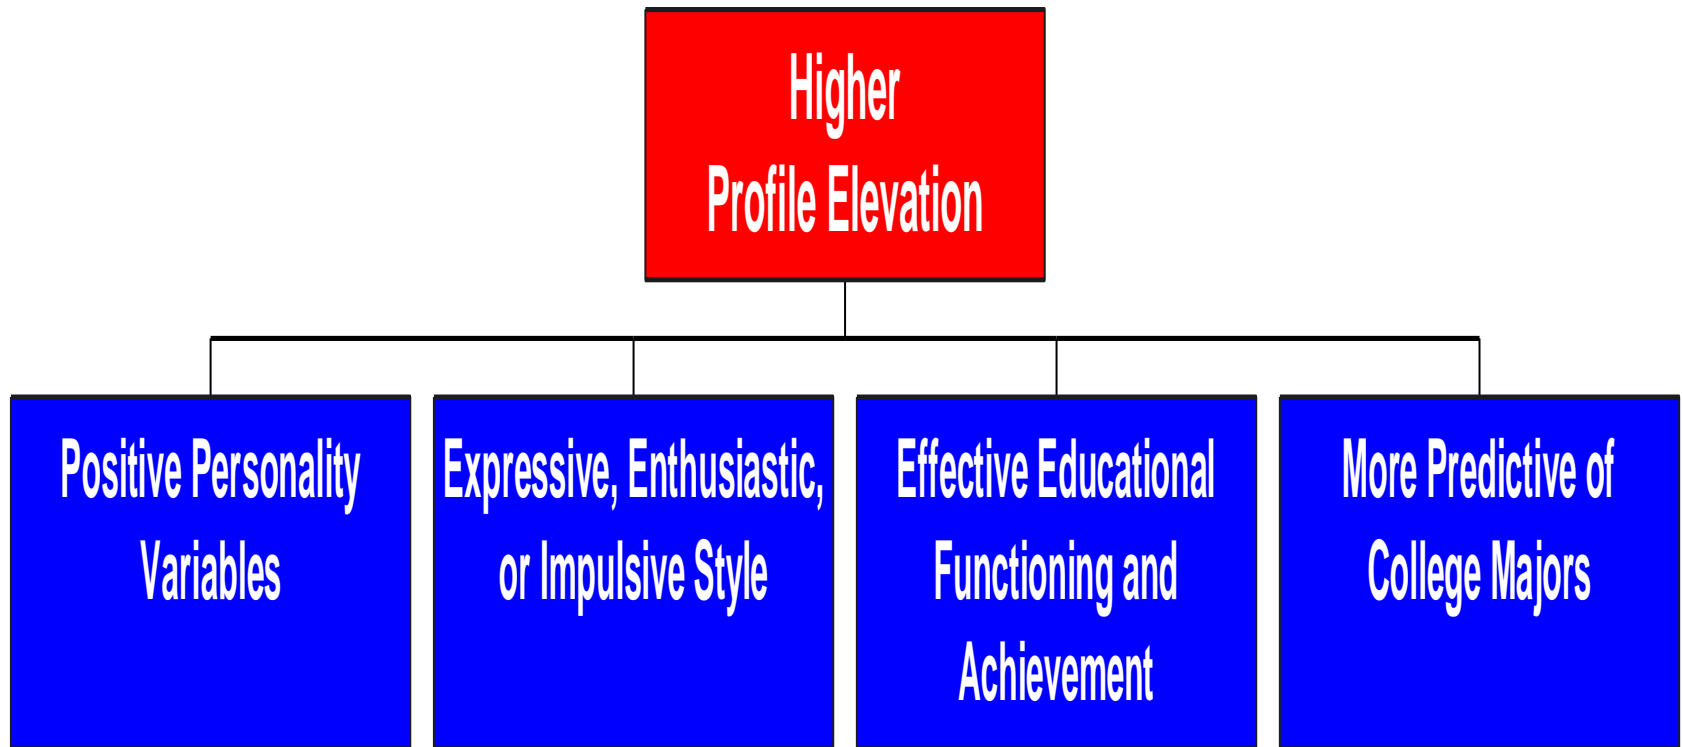 Higher
Profile Elevation
Positive Personality
Variables
Expressive, Enthusiastic,
or Impulsive Style
Effective Educational
Functioning and
Achievement
More Predictive of
College Majors